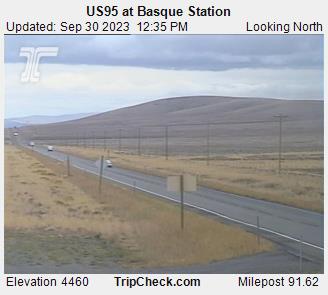 US95 at Basque Station
Updated: Sep 30 2023 12:35 PM Looking North
Elevation 4460 TripCheck.com Milepost 91.62